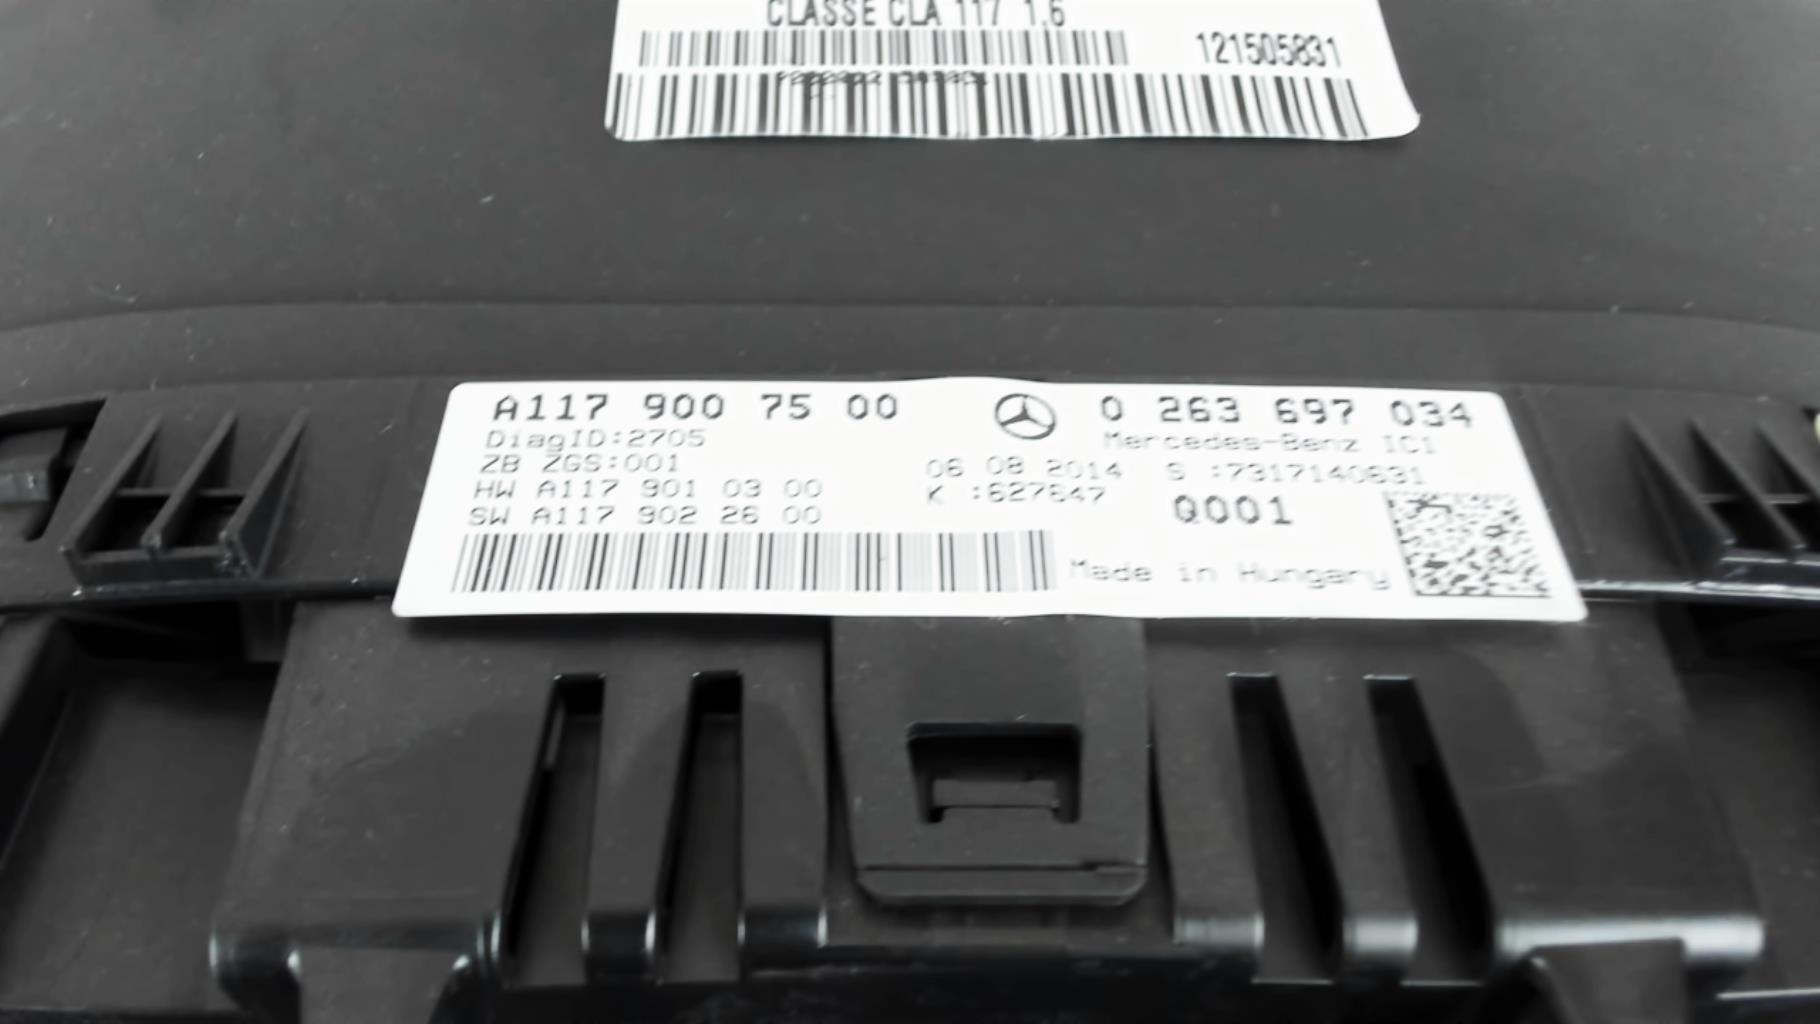 CLASSE CLA 117 1.6
121505831
A117 900 75 00
0 263 697 034
DiagID:2705
Mercedes-Benz IC1
ZB ZGS:001
06 08 2014
S :7317140631
HW A117 901 03 00
K :627647
Q001
SW A117 902 26 00
Made in Hungary